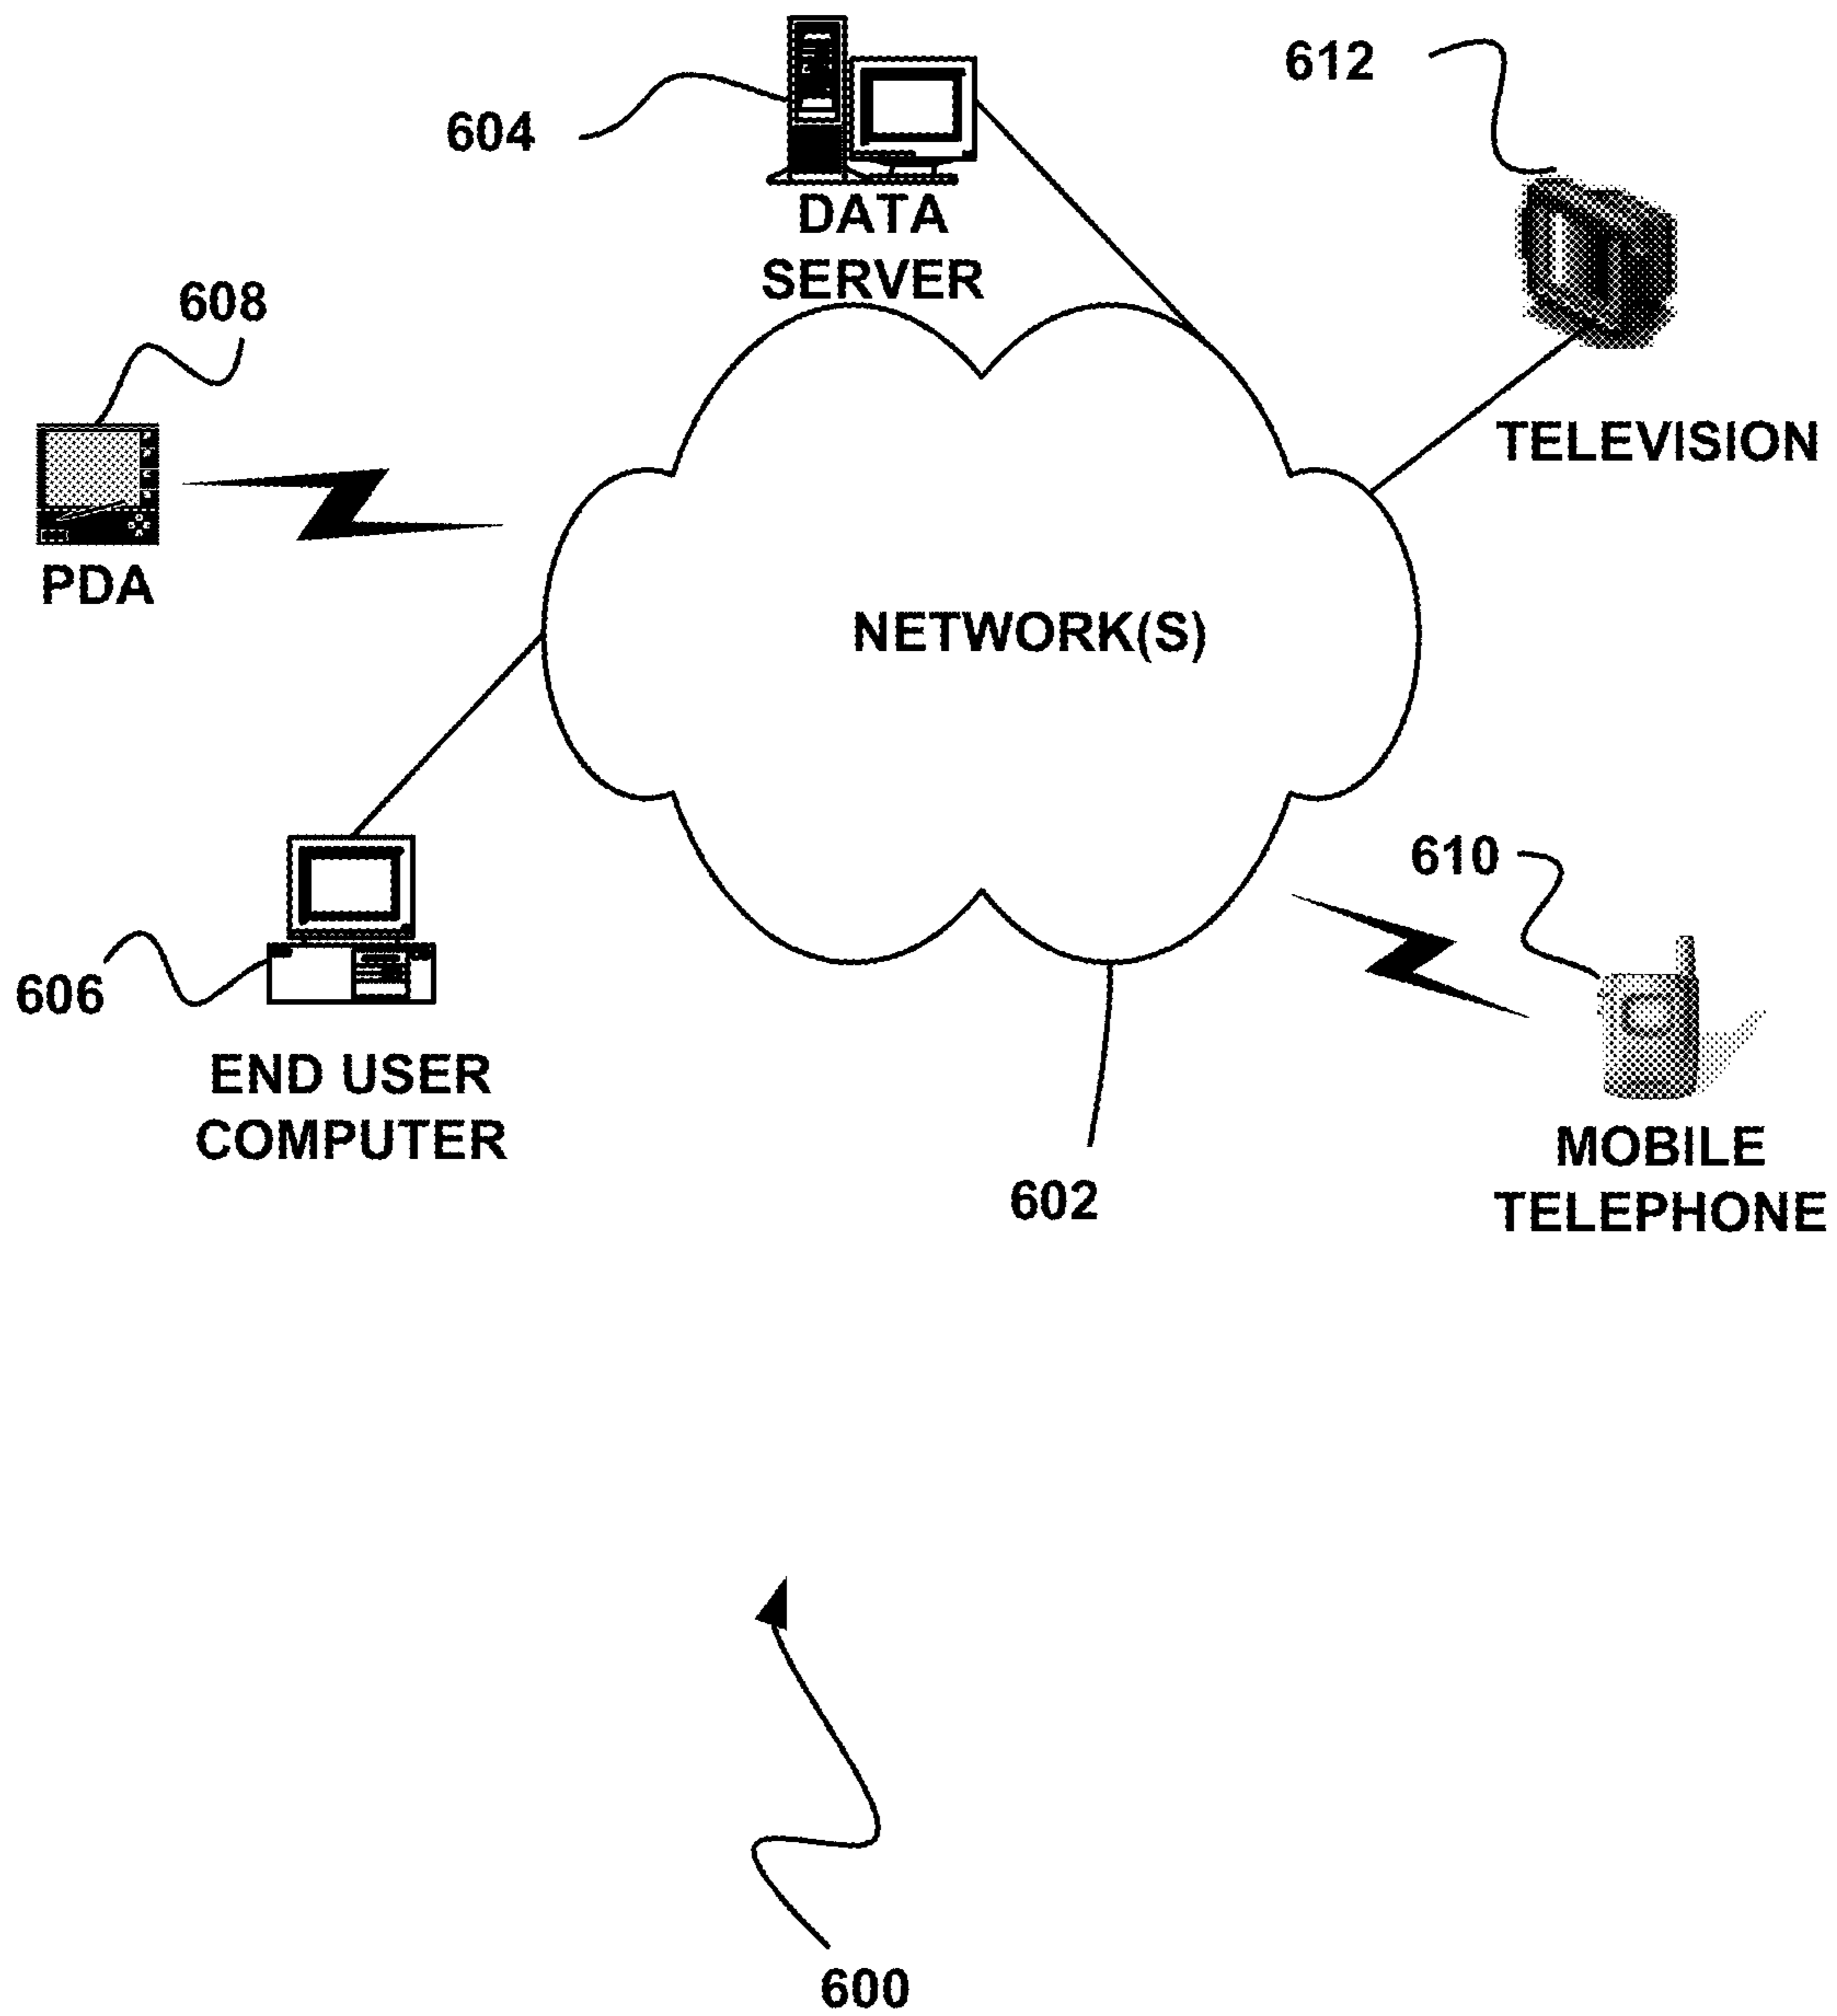 612
604
DATA
SERVER
608
TELEVISION
PDA
NETWORK(S)
610
606
END USER
COMPUTER
MOBILE
TELEPHONE
602
600